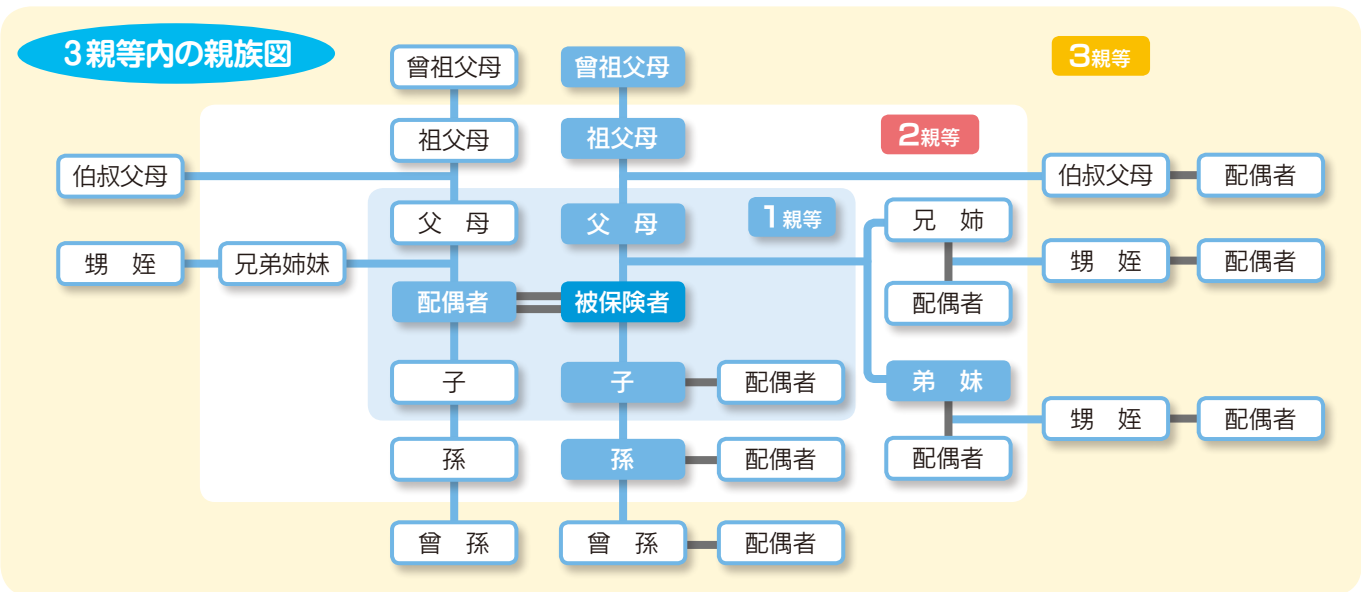 3親等内の親族図
曾祖父母 曾祖父母 3親等
祖父母 祖父母 2親等
伯叔父母 伯叔父母 配偶者
父 母 父 母 1親等 兄 姉
甥 姪 兄弟姉妹 甥 姪 配偶者
配偶者 被保険者 配偶者
子 子 配偶者 弟 妹
甥 姪 配偶者
孫 孫 配偶者 配偶者
曾 孫 曾 孫 配偶者